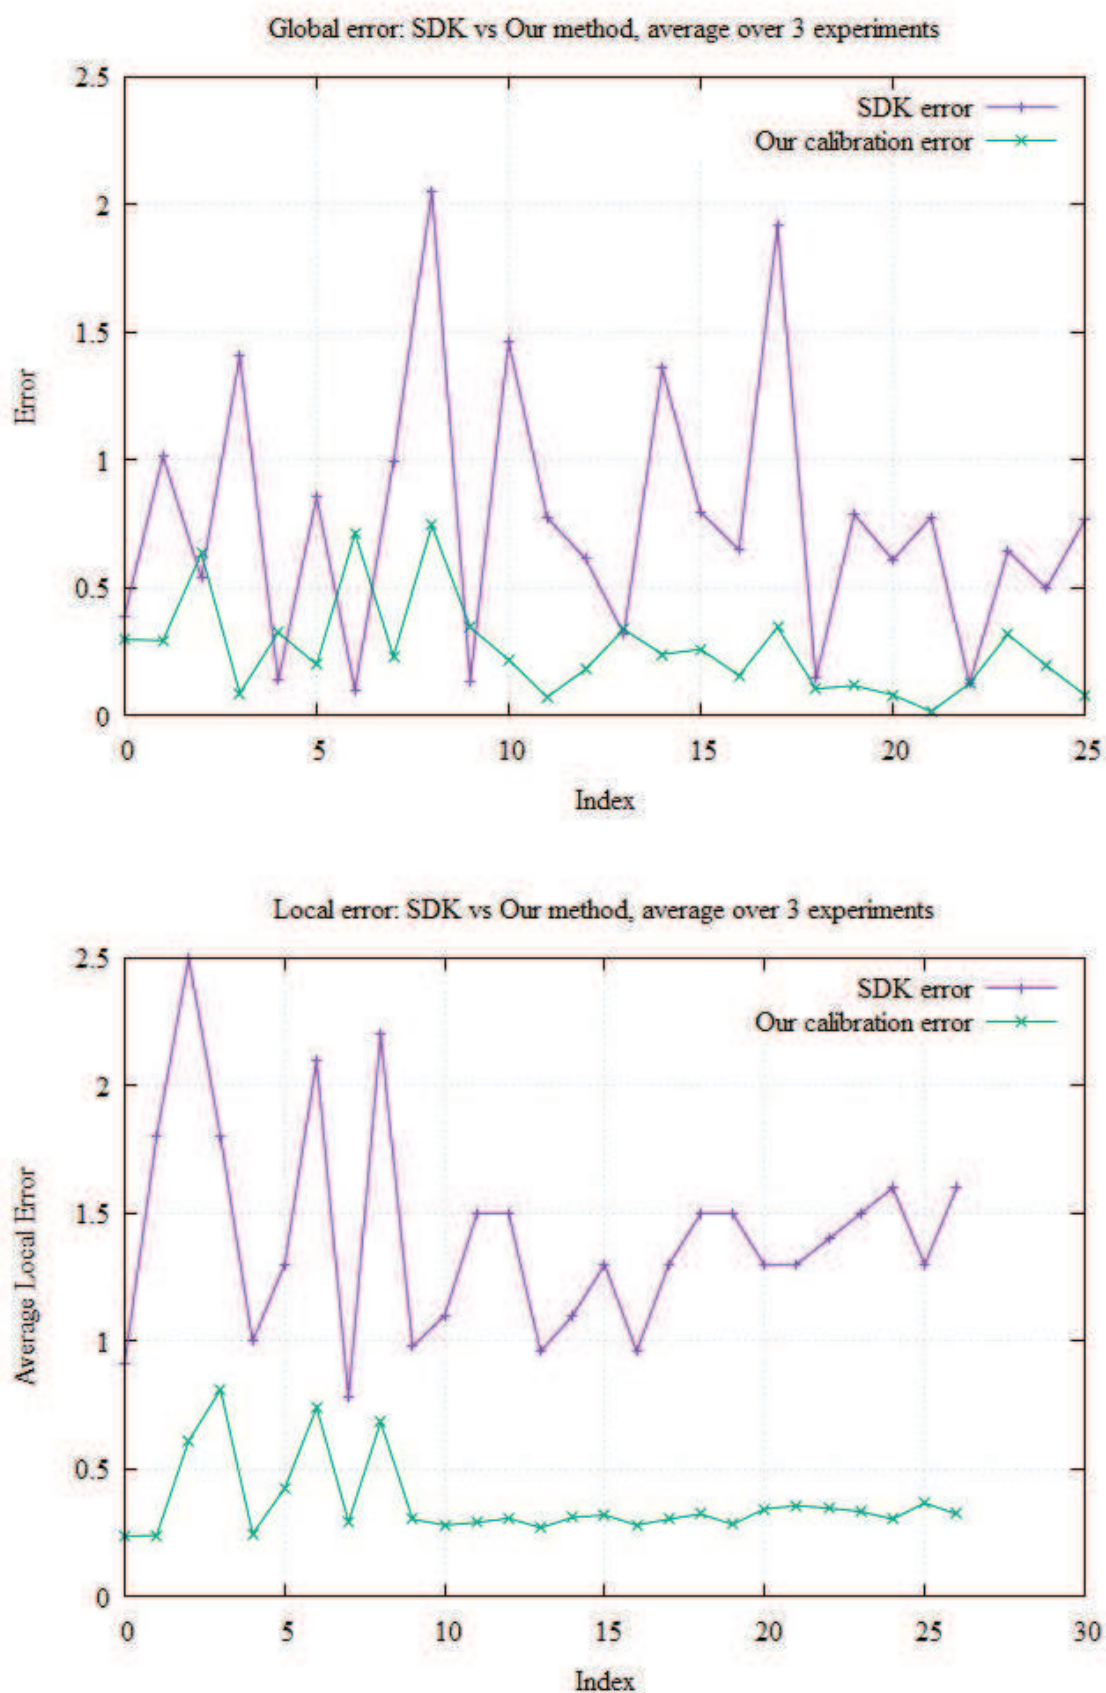 Global error: SDK vs Our method, average over 3 experiments
2.5
2
1.5
1
0.5
0
Error
SDK error
Our calibration error
0 5 10 15 20 25
Index
Local error: SDK vs Our method, average over 3 experiments
2.5
2
1.5
1
0.5
0
Average Local Error
SDK error
Our calibration error
0 5 10 15 20 25 30
Index